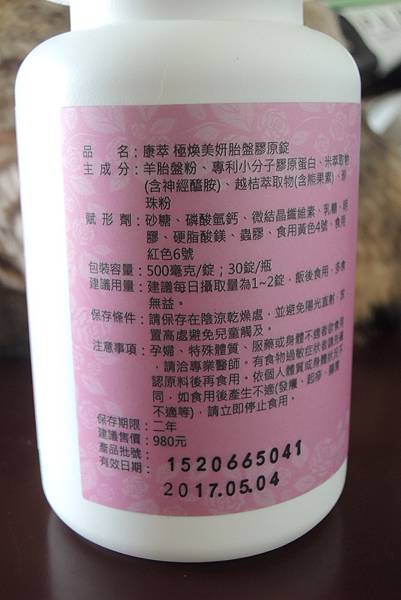 品　　名：康萃 極煥美妍胎盤膠原錠
主 成 分：羊胎盤粉、專利小分子膠原蛋白、米萃取物
(含神經醯胺)、越桔萃取物(含熊果素)、珍
珠粉
賦 形 劑：砂糖、磷酸氫鈣、微結晶纖維素、乳糖、
膠、硬脂酸鎂、蟲膠、食用黃色4號、食用
紅色6號
包裝容量：500毫克/錠；30錠/瓶
建議用量：建議每日攝取量為1~2錠，飯後食用，多食
無益。
保存條件：請保存在陰涼乾燥處，並避免陽光直射，
置高處避免兒童觸及。
注意事項：孕婦、特殊體質、服藥或身體不適者欲食用
，請洽專業醫師。有食物過敏症狀者請先確
認原料後再食用。依個人體質或身體狀況不
同，如食用後產生不適(發癢、起疹、
不適等)，請立即停止食用。
保存期限：二年
建議售價：980元
產品批號：
有效日期：
1520665041
2017.05.04